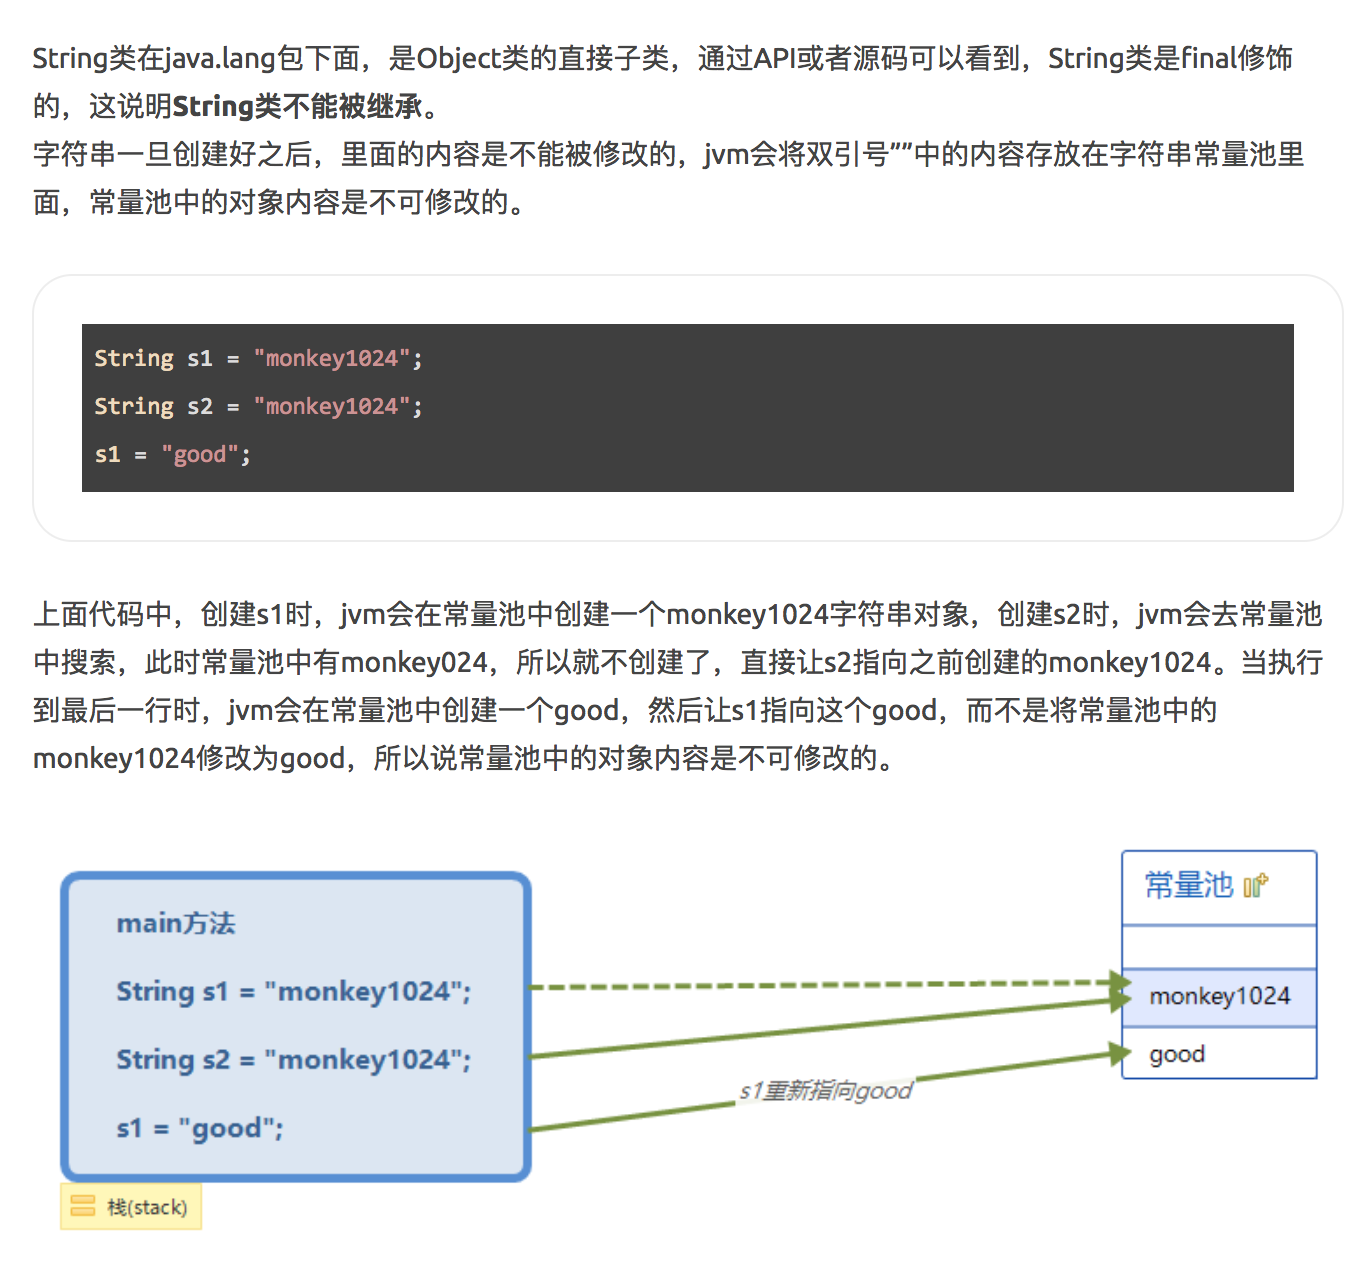 String类在java.lang包下面，是Object类的直接子类，通过API或者源码可以看到，String类是final修饰
的，这说明String类不能被继承。
字符串一旦创建好之后，里面的内容是不能被修改的，jvm会将双引号””中的内容存放在字符串常量池里
面，常量池中的对象内容是不可修改的。
String s1 = "monkey1024";
String s2 = "monkey1024";
s1 = "good";
上面代码中，创建s1时，jvm会在常量池中创建一个monkey1024字符串对象，创建s2时，jvm会去常量池
中搜索，此时常量池中有monkey024，所以就不创建了，直接让s2指向之前创建的monkey1024。当执行
到最后一行时，jvm会在常量池中创建一个good，然后让s1指向这个good，而不是将常量池中的
monkey1024修改为good，所以说常量池中的对象内容是不可修改的。
main方法
String s1 = "monkey1024";
String s2 = "monkey1024";
s1 = "good";
栈(stack)
s1重新指向good
常量池
monkey1024
good